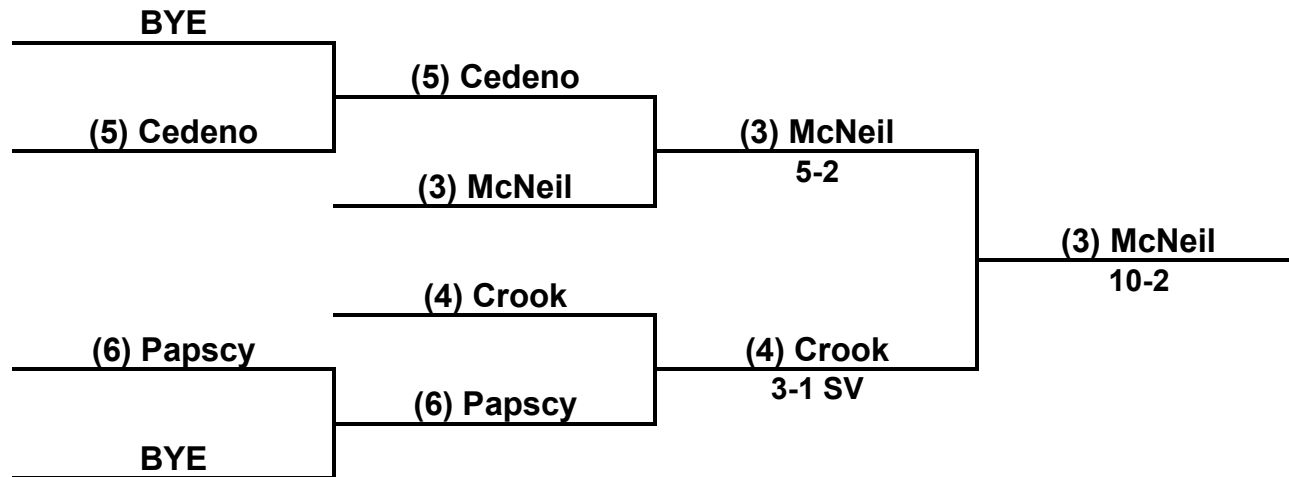 BYE
(5) Cedeno
(5) Cedeno
(3) McNeil
(3) McNeil
5-2
(4) Crook
(6) Papscy
(6) Papscy
BYE
(4) Crook
3-1 SV
(3) McNeil
10-2